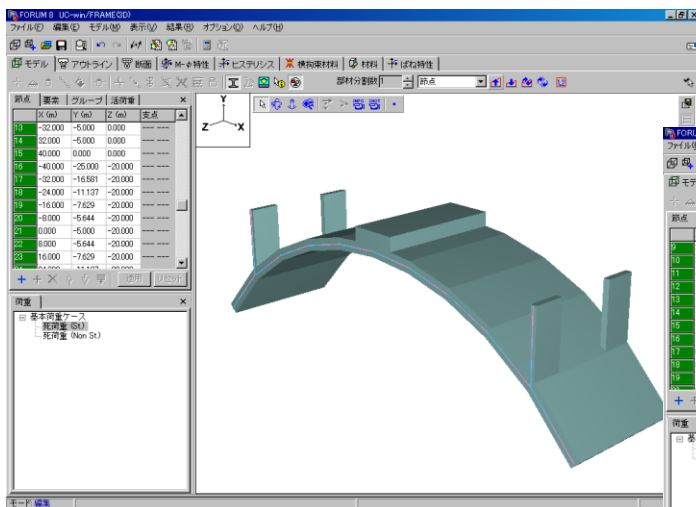 FORUM 8 UC-win/FRAME(3D)
ファイル(F) 編集(E) モデル(M) 表示(V) 結果(R) オプション(O) ヘルプ(H)
モデル アウトライン 断面 M-φ特性 ヒステリシス 横拘束材料 材料 ばね特性
部材分割数 1 節点
節点 要素 グループ 活荷重 ×
X (m) Y (m) Z (m) 支点
13 -32.000 -5.000 0.000 --- ---
14 32.000 -5.000 0.000 --- ---
15 40.000 0.000 0.000 --- ---
16 -40.000 -25.000 -20.000 --- ---
17 -32.000 -16.581 -20.000 --- ---
18 -24.000 -11.137 -20.000 --- ---
19 -16.000 -7.629 -20.000 --- ---
20 -8.000 -5.644 -20.000 --- ---
21 0.000 -5.000 -20.000 --- ---
22 8.000 -5.644 -20.000 --- ---
23 16.000 -7.629 -20.000 --- ---
適用 リセット
荷重 ×
基本荷重ケース
死荷重 (St)
死荷重 (Non St.)
モード: 編集
Y
Z X
FORU
ファイル(F
モデ
節点
9
10
11
12
13
14
15
16
17
18
19
荷重
基